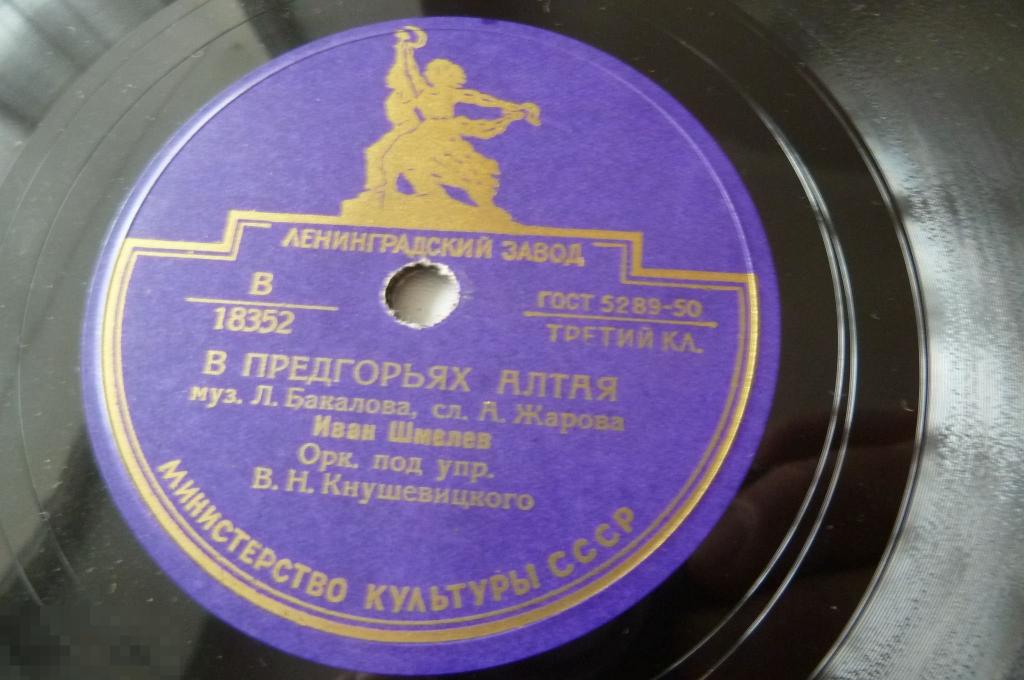 ЛЕНИНГРАДСКИЙ ЗАВОД
В
18352
ГОСТ 5289-50
ТРЕТИЙ КЛ.
В ПРЕДГОРЬЯХ АЛТАЯ
муз. Л. Бакалова, сл. А. Жарова
Иван Шмелев
Орк. под упр.
В. Н. Кнушевицкого
МИНИСТЕРСТВО КУЛЬТУРЫ СССР